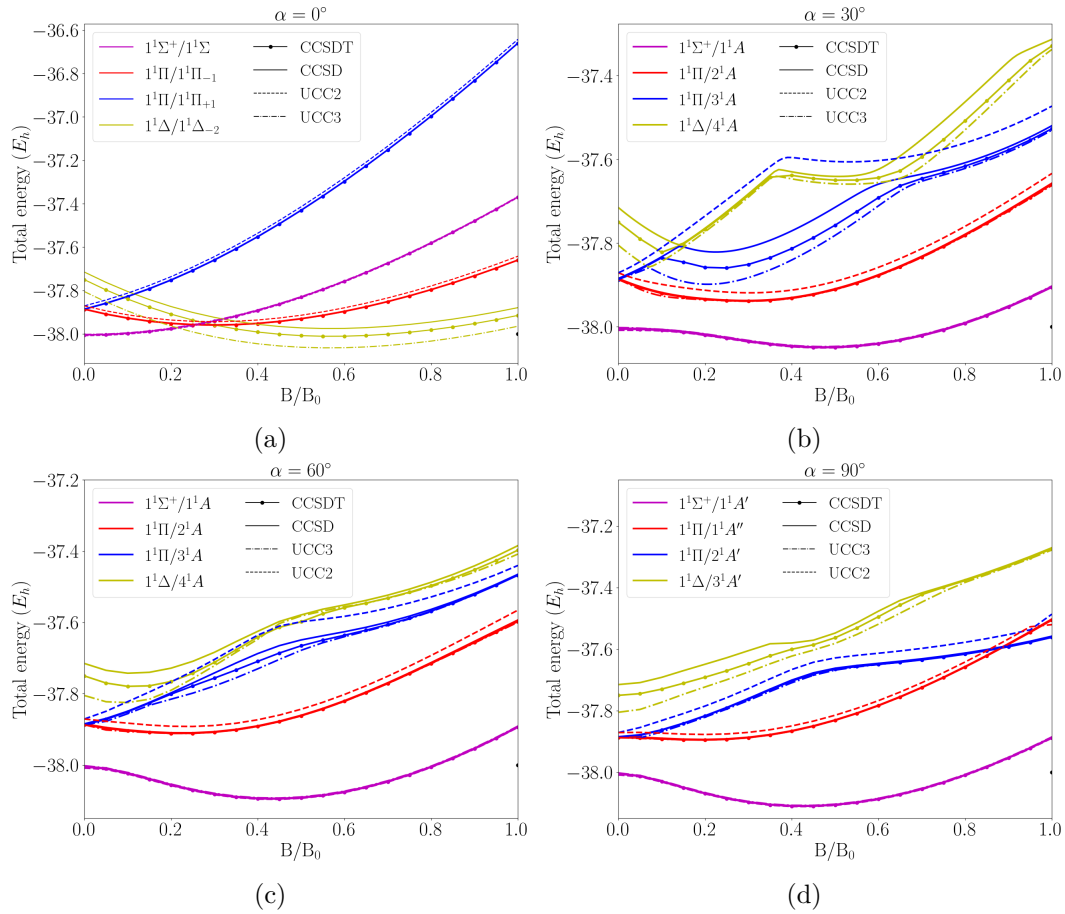 α = 0°
−36.6
−36.8
−37.0
−37.2
−37.4
−37.6
−37.8
−38.0
Total energy (E_h)
1¹Σ⁺/1¹Σ
1¹Π/1¹Π₋₁
1¹Π/1¹Π₊₁
1¹Δ/1¹Δ₋₂
CCSDT
CCSD
UCC2
UCC3
0.0 0.2 0.4 0.6 0.8 1.0
B/B₀
(a)
α = 30°
−37.4
−37.6
−37.8
−38.0
Total energy (E_h)
1¹Σ⁺/1¹A
1¹Π/2¹A
1¹Π/3¹A
1¹Δ/4¹A
CCSDT
CCSD
UCC2
UCC3
0.0 0.2 0.4 0.6 0.8 1.0
B/B₀
(b)
α = 60°
−37.2
−37.4
−37.6
−37.8
−38.0
Total energy (E_h)
1¹Σ⁺/1¹A
1¹Π/2¹A
1¹Π/3¹A
1¹Δ/4¹A
CCSDT
CCSD
UCC3
UCC2
0.0 0.2 0.4 0.6 0.8 1.0
B/B₀
(c)
α = 90°
−37.2
−37.4
−37.6
−37.8
−38.0
Total energy (E_h)
1¹Σ⁺/1¹A′
1¹Π/1¹A″
1¹Π/2¹A′
1¹Δ/3¹A′
CCSDT
CCSD
UCC3
UCC2
0.0 0.2 0.4 0.6 0.8 1.0
B/B₀
(d)